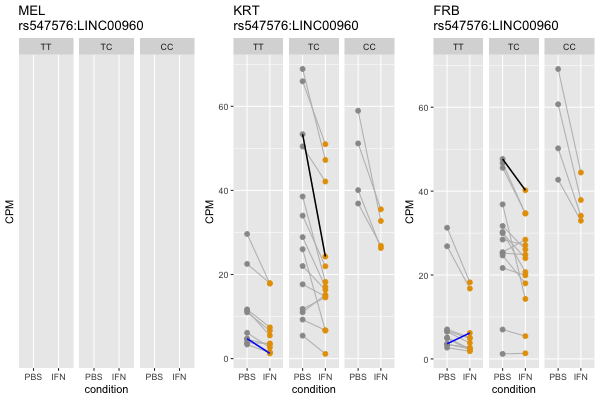 MEL
rs547576:LINC00960
TT TC CC
CPM
PBS IFN PBS IFN PBS IFN
condition
KRT
rs547576:LINC00960
TT TC CC
60
40
20
0
CPM
PBS IFN PBS IFN PBS IFN
condition
FRB
rs547576:LINC00960
TT TC CC
60
40
20
0
CPM
PBS IFN PBS IFN PBS IFN
condition